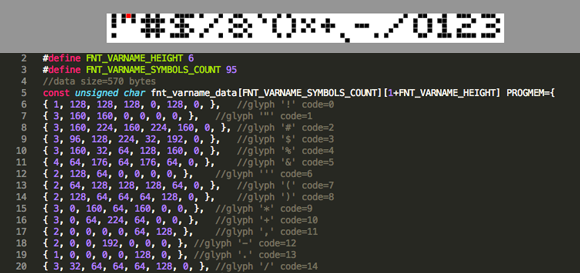 !"#$%&'()*+,-./0123
2 #define FNT_VARNAME_HEIGHT 6
3 #define FNT_VARNAME_SYMBOLS_COUNT 95
4 //data size=570 bytes
5 const unsigned char fnt_varname_data[FNT_VARNAME_SYMBOLS_COUNT][1+FNT_VARNAME_HEIGHT] PROGMEM={
6 { 1, 128, 128, 128, 0, 128, 0, }, //glyph '!' code=0
7 { 3, 160, 160, 0, 0, 0, 0, }, //glyph '"' code=1
8 { 3, 160, 224, 160, 224, 160, 0, }, //glyph '#' code=2
9 { 3, 96, 128, 224, 32, 192, 0, }, //glyph '$' code=3
10 { 3, 160, 32, 64, 128, 160, 0, }, //glyph '%' code=4
11 { 4, 64, 176, 64, 176, 64, 0, }, //glyph '&' code=5
12 { 2, 128, 64, 0, 0, 0, 0, }, //glyph ''' code=6
13 { 2, 64, 128, 128, 128, 64, 0, }, //glyph '(' code=7
14 { 2, 128, 64, 64, 64, 128, 0, }, //glyph ')' code=8
15 { 3, 0, 160, 64, 160, 0, 0, }, //glyph '*' code=9
16 { 3, 0, 64, 224, 64, 0, 0, }, //glyph '+' code=10
17 { 2, 0, 0, 0, 0, 64, 128, }, //glyph ',' code=11
18 { 2, 0, 0, 192, 0, 0, 0, }, //glyph '-' code=12
19 { 1, 0, 0, 0, 0, 128, 0, }, //glyph '.' code=13
20 { 3, 32, 64, 64, 64, 128, 0, }, //glyph '/' code=14